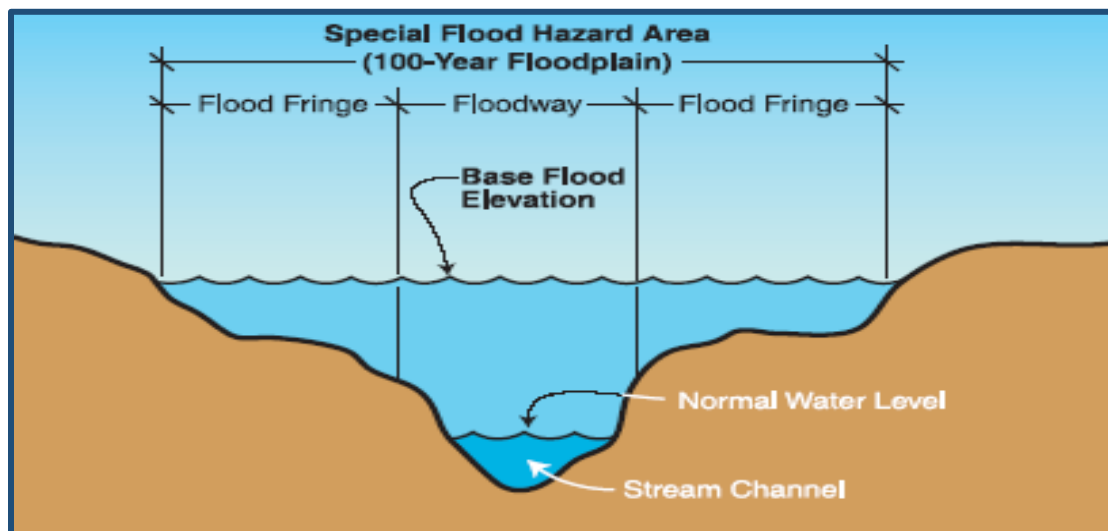 Special Flood Hazard Area
(100-Year Floodplain)
Flood Fringe
Floodway
Flood Fringe
Base Flood
Elevation
Normal Water Level
Stream Channel